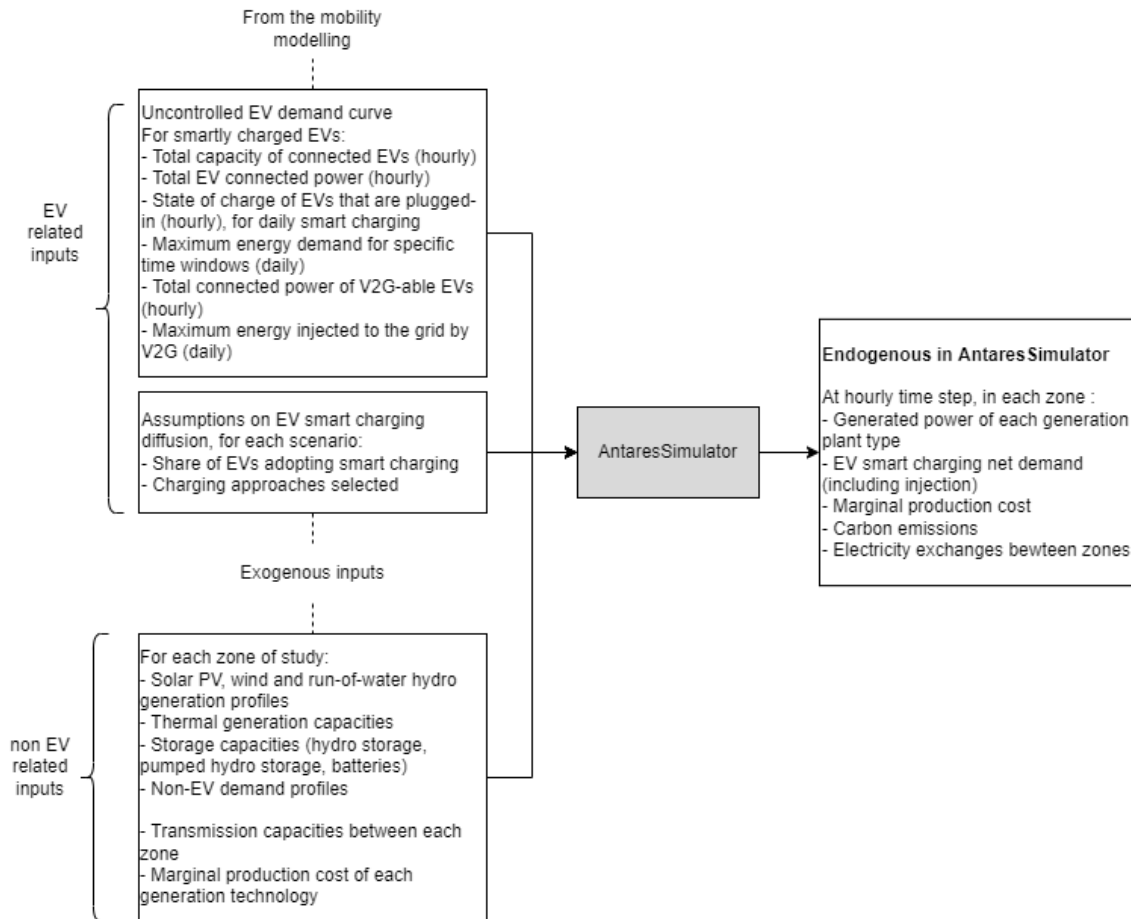 From the mobility
modelling
EV
related
inputs
Uncontrolled EV demand curve
For smartly charged EVs:
- Total capacity of connected EVs (hourly)
- Total EV connected power (hourly)
- State of charge of EVs that are plugged-
in (hourly), for daily smart charging
- Maximum energy demand for specific
time windows (daily)
- Total connected power of V2G-able EVs
(hourly)
- Maximum energy injected to the grid by
V2G (daily)
Assumptions on EV smart charging
diffusion, for each scenario:
- Share of EVs adopting smart charging
- Charging approaches selected
Exogenous inputs
non EV
related
inputs
For each zone of study:
- Solar PV, wind and run-of-water hydro
generation profiles
- Thermal generation capacities
- Storage capacities (hydro storage,
pumped hydro storage, batteries)
- Non-EV demand profiles
- Transmission capacities between each
zone
- Marginal production cost of each
generation technology
AntaresSimulator
Endogenous in AntaresSimulator
At hourly time step, in each zone :
- Generated power of each generation
plant type
- EV smart charging net demand
(including injection)
- Marginal production cost
- Carbon emissions
- Electricity exchanges bewteen zones